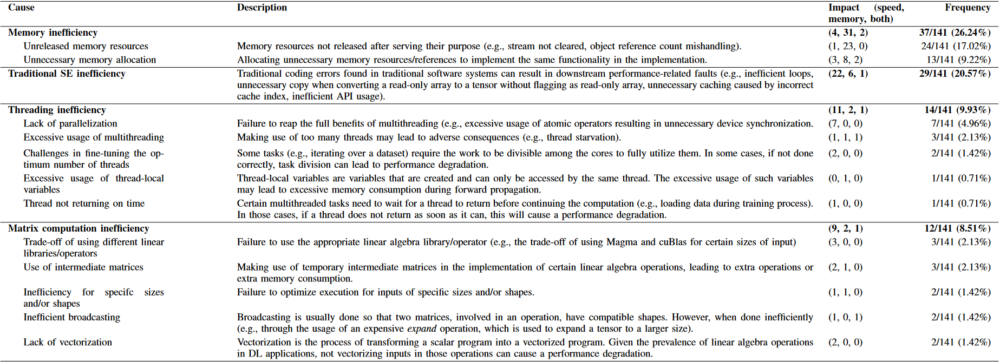 Cause Description Impact (speed, Frequency
memory, both)
Memory inefficiency (4, 31, 2) 37/141 (26.24%)
Unreleased memory resources Memory resources not released after serving their purpose (e.g., stream not cleared, object reference count mishandling). (1, 23, 0) 24/141 (17.02%)
Unnecessary memory allocation Allocating unnecessary memory resources/references to implement the same functionality in the implementation. (3, 8, 2) 13/141 (9.22%)
Traditional SE inefficiency Traditional coding errors found in traditional software systems can result in downstream performance-related faults (e.g., inefficient loops, (22, 6, 1) 29/141 (20.57%)
unnecessary copy when converting a read-only array to a tensor without flagging as read-only array, unnecessary caching caused by incorrect
cache index, inefficient API usage).
Threading inefficiency (11, 2, 1) 14/141 (9.93%)
Lack of parallelization Failure to reap the full benefits of multithreading (e.g., excessive usage of atomic operators resulting in unnecessary device synchronization. (7, 0, 0) 7/141 (4.96%)
Excessive usage of multithreading Making use of too many threads may lead to adverse consequences (e.g., thread starvation). (1, 1, 1) 3/141 (2.13%)
Challenges in fine-tuning the op- Some tasks (e.g., iterating over a dataset) require the work to be divisible among the cores to fully utilize them. In some cases, if not done (2, 0, 0) 2/141 (1.42%)
timum number of threads correctly, task division can lead to performance degradation.
Excessive usage of thread-local Thread-local variables are variables that are created and can only be accessed by the same thread. The excessive usage of such variables (0, 1, 0) 1/141 (0.71%)
variables may lead to excessive memory consumption during forward propagation.
Thread not returning on time Certain multithreaded tasks need to wait for a thread to return before continuing the computation (e.g., loading data during training process). (1, 0, 0) 1/141 (0.71%)
In those cases, if a thread does not return as soon as it can, this will cause a performance degradation.
Matrix computation inefficiency (9, 2, 1) 12/141 (8.51%)
Trade-off of using different linear Failure to use the appropriate linear algebra library/operator (e.g., the trade-off of using Magma and cuBlas for certain sizes of input) (3, 0, 0) 3/141 (2.13%)
libraries/operators
Use of intermediate matrices Making use of temporary intermediate matrices in the implementation of certain linear algebra operations, leading to extra operations or (2, 1, 0) 3/141 (2.13%)
extra memory consumption.
Inefficiency for specifc sizes Failure to optimize execution for inputs of specific sizes and/or shapes. (1, 1, 0) 2/141 (1.42%)
and/or shapes
Inefficient broadcasting Broadcasting is usually done so that two matrices, involved in an operation, have compatible shapes. However, when done inefficiently (1, 0, 1) 2/141 (1.42%)
(e.g., through the usage of an expensive expand operation, which is used to expand a tensor to a larger size).
Lack of vectorization Vectorization is the process of transforming a scalar program into a vectorized program. Given the prevalence of linear algebra operations (2, 0, 0) 2/141 (1.42%)
in DL applications, not vectorizing inputs in those operations can cause a performance degradation.